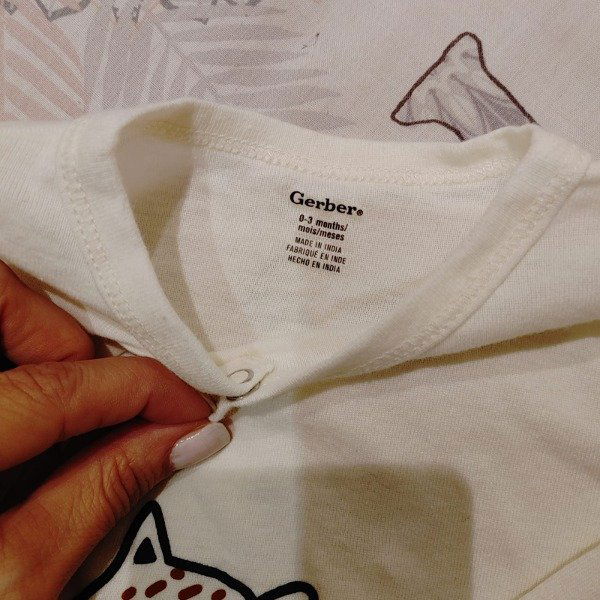 Gerber®
0-3 months/
mois/meses
MADE IN INDIA
FABRIQUÉ EN INDE
HECHO EN INDIA